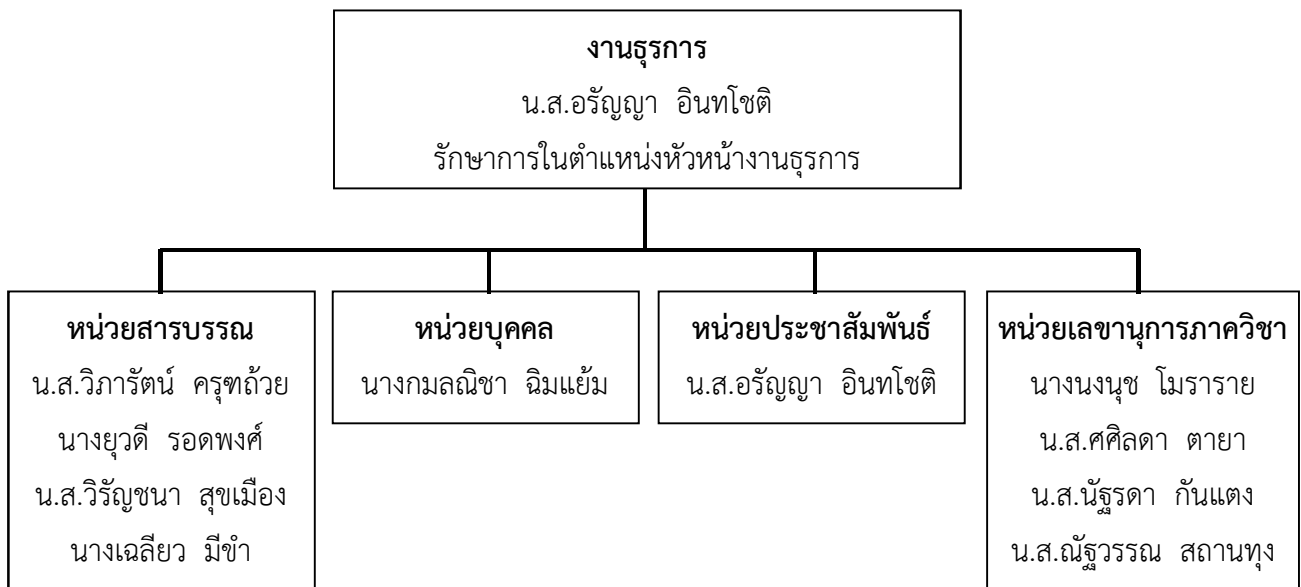 งานธุรการ
น.ส.อรัญญา อินทโชติ
รักษาการในตำแหน่งหัวหน้างานธุรการ
หน่วยสารบรรณ
น.ส.วิภารัตน์ ครุฑถ้วย
นางยุวดี รอดพงศ์
น.ส.วิรัญชนา สุขเมือง
นางเฉลียว มีขำ
หน่วยบุคคล
นางกมลณิชา ฉิมแย้ม
หน่วยประชาสัมพันธ์
น.ส.อรัญญา อินทโชติ
หน่วยเลขานุการภาควิชา
นางนงนุช โมราราย
น.ส.ศศิลดา ตายา
น.ส.นัฐรดา กันแตง
น.ส.ณัฐวรรณ สถานทุง